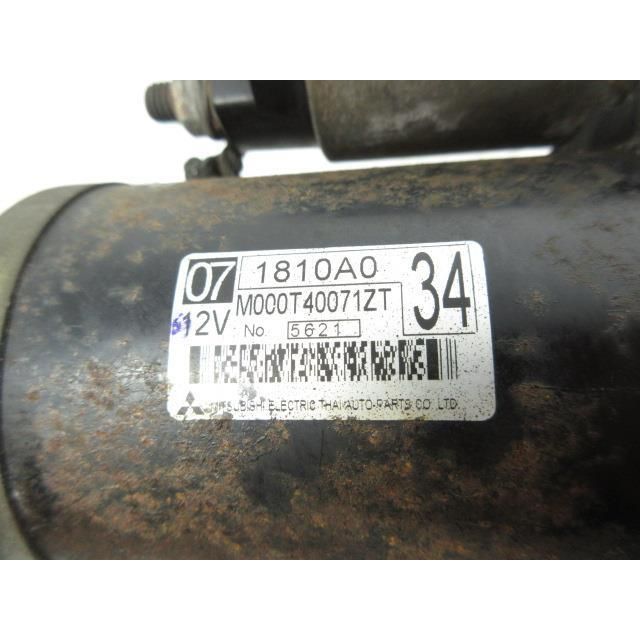 07 1810A0 34
12V M000T40071ZT
No. 5621
MITSUBISHI ELECTRIC THAI AUTO-PARTS CO. LTD.